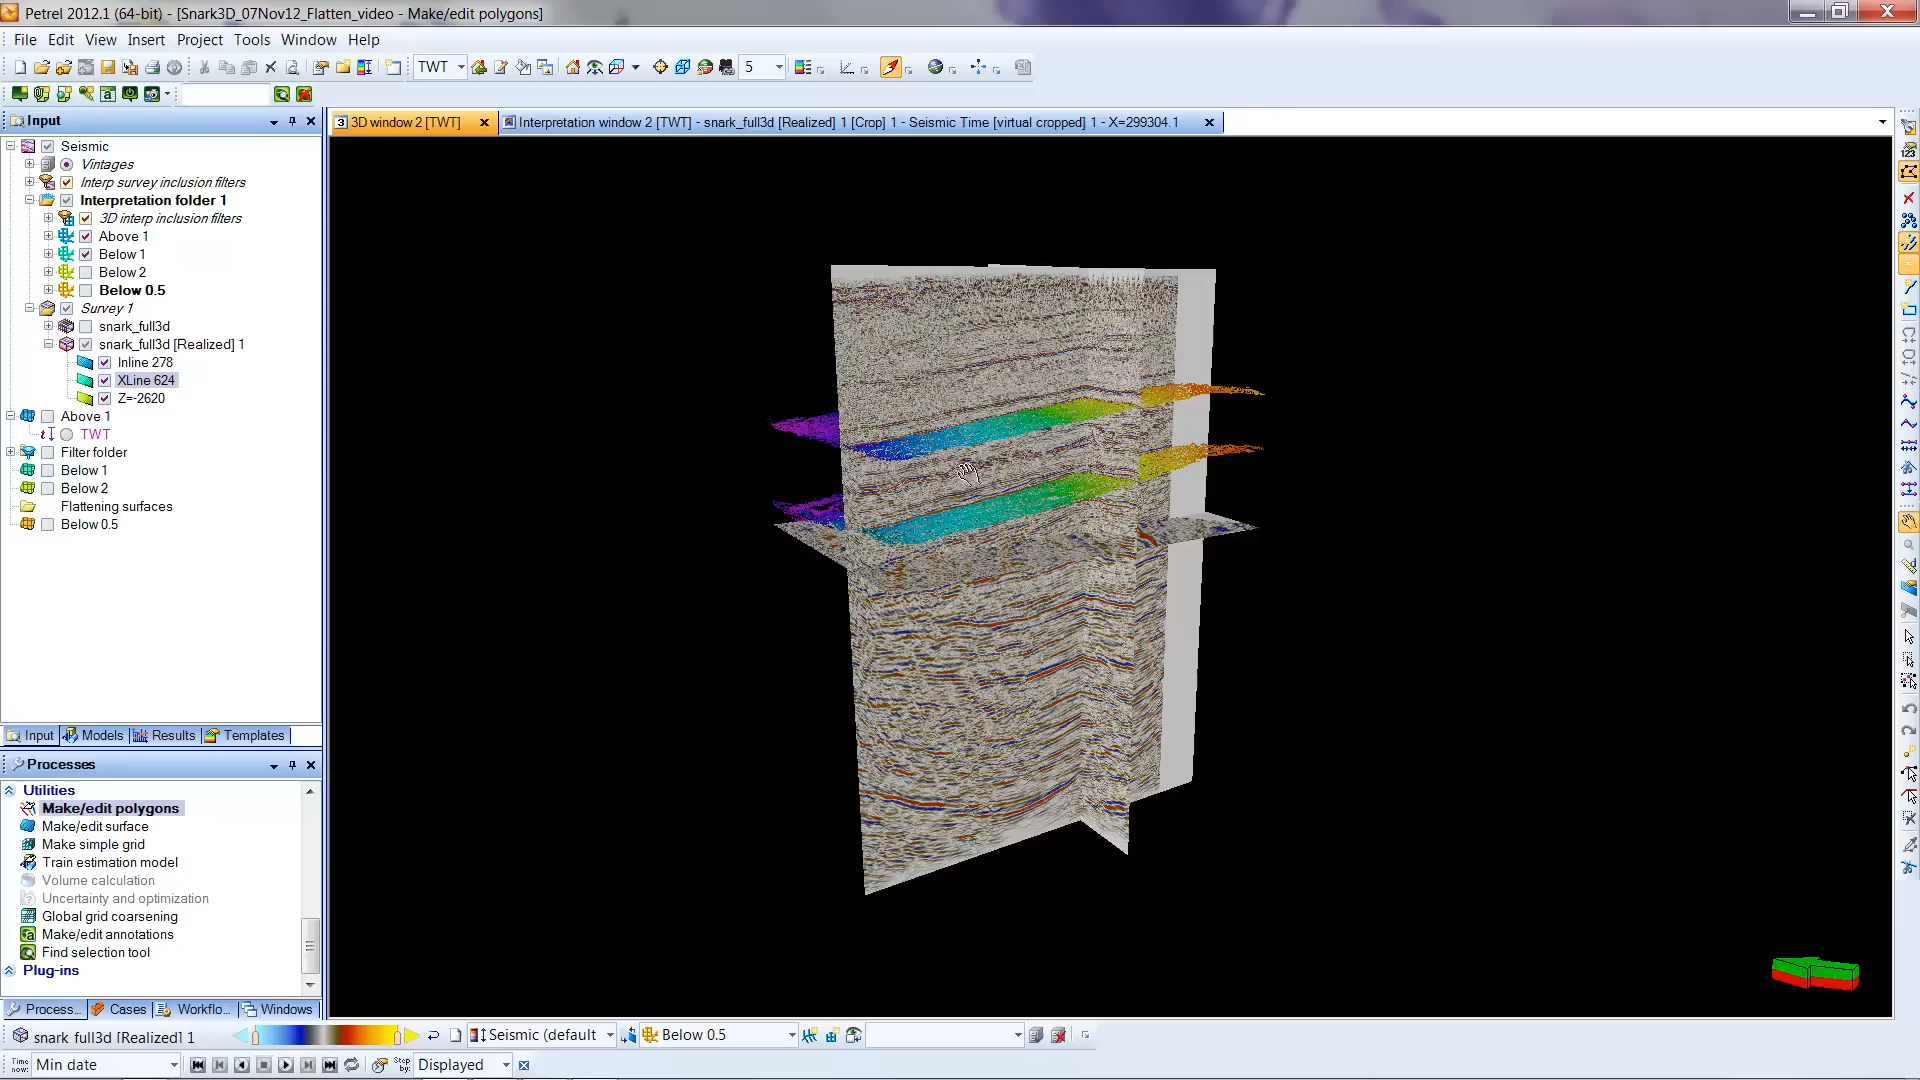 Petrel 2012.1 (64-bit) - [Snark3D_07Nov12_Flatten_video - Make/edit polygons]
File Edit View Insert Project Tools Window Help
TWT 5
Input
3 3D window 2 [TWT]
Interpretation window 2 [TWT] - snark_full3d [Realized] 1 [Crop] 1 - Seismic Time [virtual cropped] 1 - X=299304.1
Seismic
Vintages
Interp survey inclusion filters
Interpretation folder 1
3D interp inclusion filters
Above 1
Below 1
Below 2
Below 0.5
Survey 1
snark_full3d
snark_full3d [Realized] 1
Inline 278
XLine 624
Z=-2620
Above 1
TWT
Filter folder
Below 1
Below 2
Flattening surfaces
Below 0.5
Input Models Results Templates
Processes
Utilities
Make/edit polygons
Make/edit surface
Make simple grid
Train estimation model
Volume calculation
Uncertainty and optimization
Global grid coarsening
Make/edit annotations
Find selection tool
Plug-ins
Process... Cases Workflo... Windows
snark_full3d [Realized] 1 Seismic (default Below 0.5
Time now: Min date Step by: Displayed
123